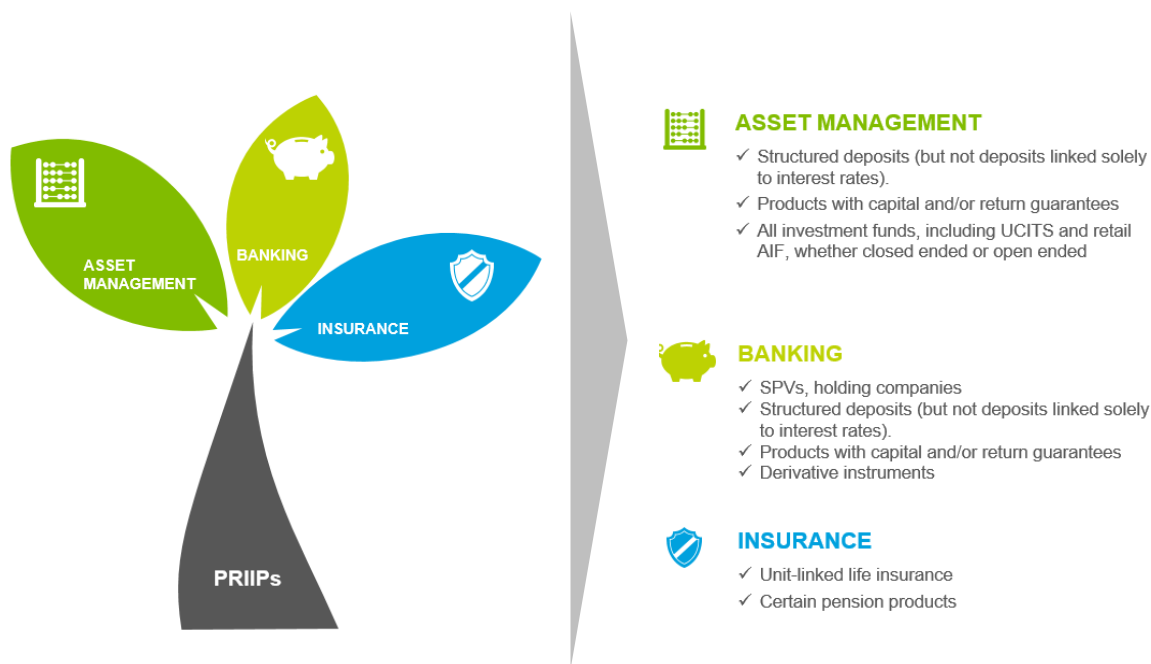 ASSET
MANAGEMENT
BANKING
INSURANCE
PRIIPs
ASSET MANAGEMENT
✓ Structured deposits (but not deposits linked solely
to interest rates).
✓ Products with capital and/or return guarantees
✓ All investment funds, including UCITS and retail
AIF, whether closed ended or open ended
BANKING
✓ SPVs, holding companies
✓ Structured deposits (but not deposits linked solely
to interest rates).
✓ Products with capital and/or return guarantees
✓ Derivative instruments
INSURANCE
✓ Unit-linked life insurance
✓ Certain pension products